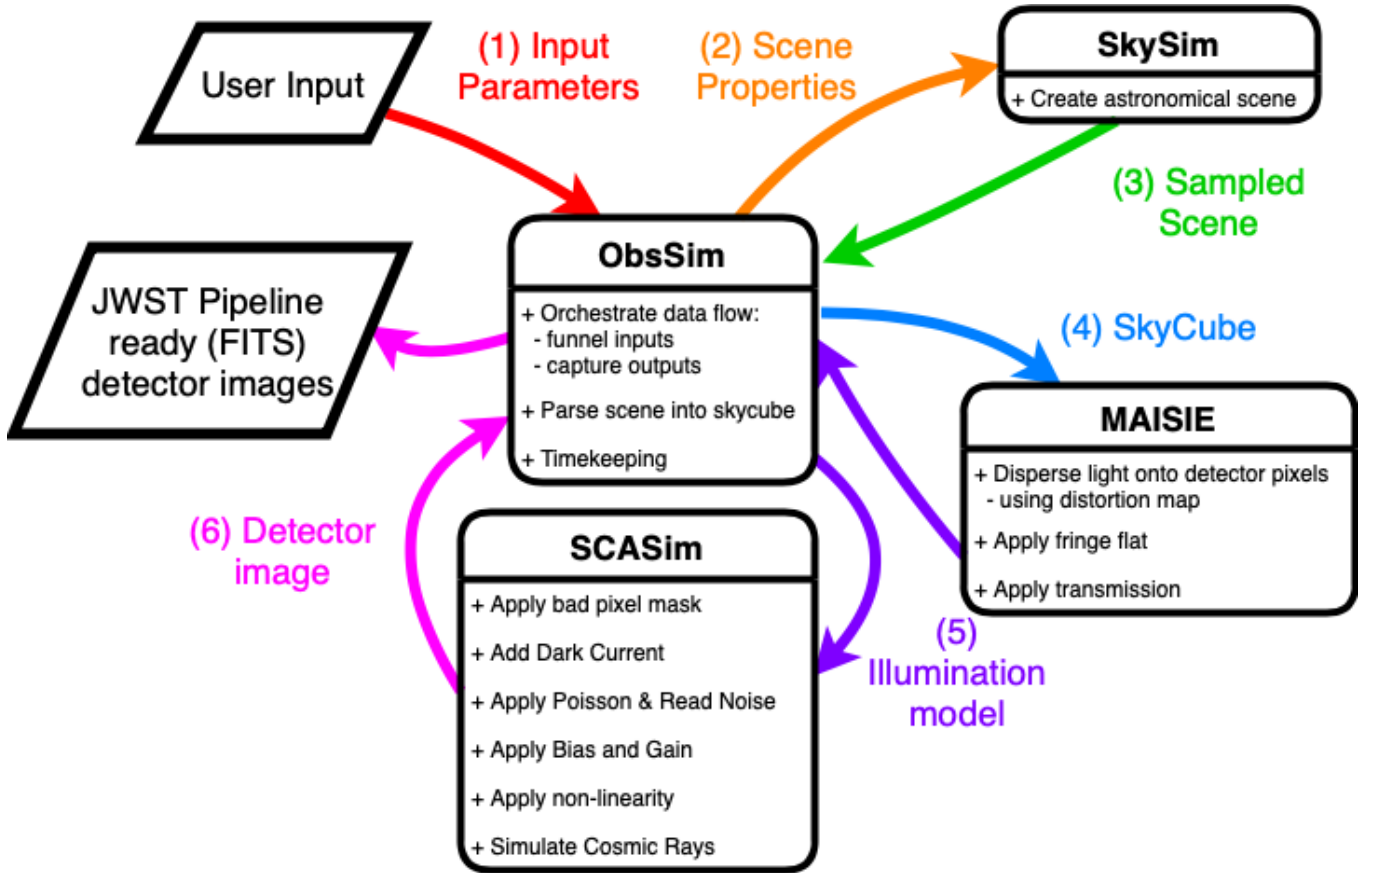 User Input
(1) Input
Parameters
(2) Scene
Properties
SkySim
+ Create astronomical scene
(3) Sampled
Scene
JWST Pipeline
ready (FITS)
detector images
ObsSim
+ Orchestrate data flow:
- funnel inputs
- capture outputs
+ Parse scene into skycube
+ Timekeeping
(4) SkyCube
MAISIE
+ Disperse light onto detector pixels
- using distortion map
+ Apply fringe flat
+ Apply transmission
(5)
Illumination
model
(6) Detector
image
SCASim
+ Apply bad pixel mask
+ Add Dark Current
+ Apply Poisson & Read Noise
+ Apply Bias and Gain
+ Apply non-linearity
+ Simulate Cosmic Rays